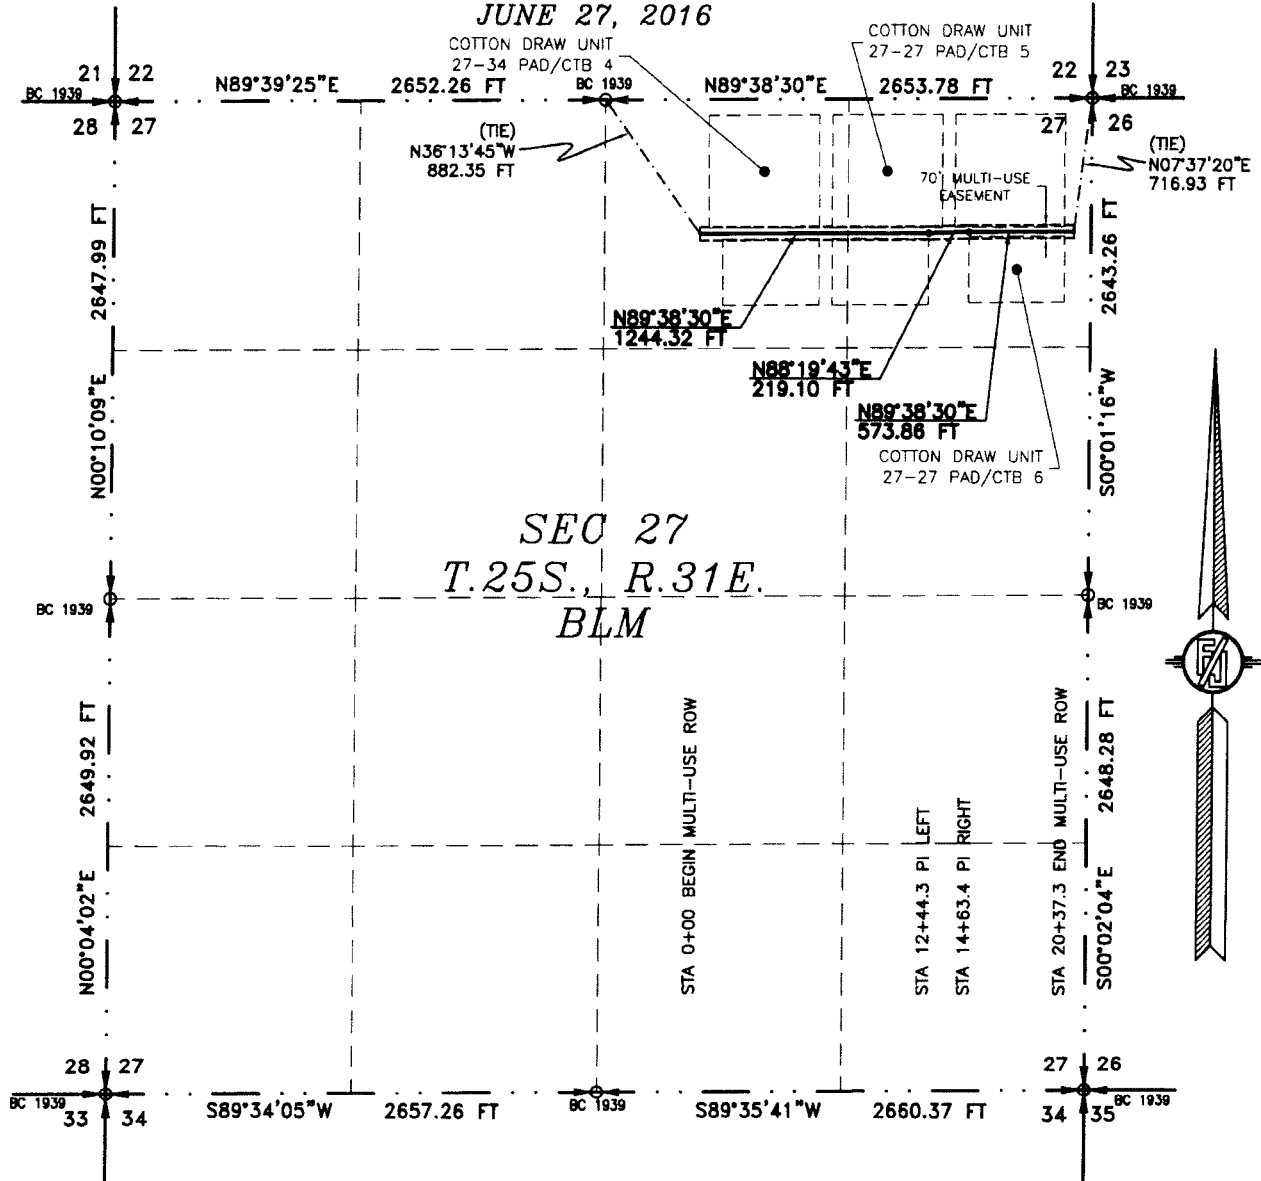 JUNE 27, 2016
COTTON DRAW UNIT
27-34 PAD/CTB 4
COTTON DRAW UNIT
27-27 PAD/CTB 5
21 22
BC 1939
28 27
N89°39'25"E 2652.26 FT
BC 1939
N89°38'30"E 2653.78 FT
22 23
BC 1939
27 26
(TIE)
N36°13'45"W
882.35 FT
(TIE)
N07°37'20"E
716.93 FT
70' MULTI-USE
EASEMENT
2647.99 FT
N00°10'09"E
2643.26 FT
S00°01'16"W
N89°38'30"E
1244.32 FT
N88°19'43"E
219.10 FT
N89°38'30"E
573.86 FT
COTTON DRAW UNIT
27-27 PAD/CTB 6
SEC 27
T.25S., R.31E.
BLM
BC 1939
BC 1939
2649.92 FT
N00°04'02"E
STA 0+00 BEGIN MULTI-USE ROW
STA 12+44.3 PI LEFT
STA 14+63.4 PI RIGHT
STA 20+37.3 END MULTI-USE ROW
2648.28 FT
S00°02'04"E
28 27
BC 1939
33 34
S89°34'05"W 2657.26 FT
BC 1939
S89°35'41"W 2660.37 FT
27 26
BC 1939
34 35